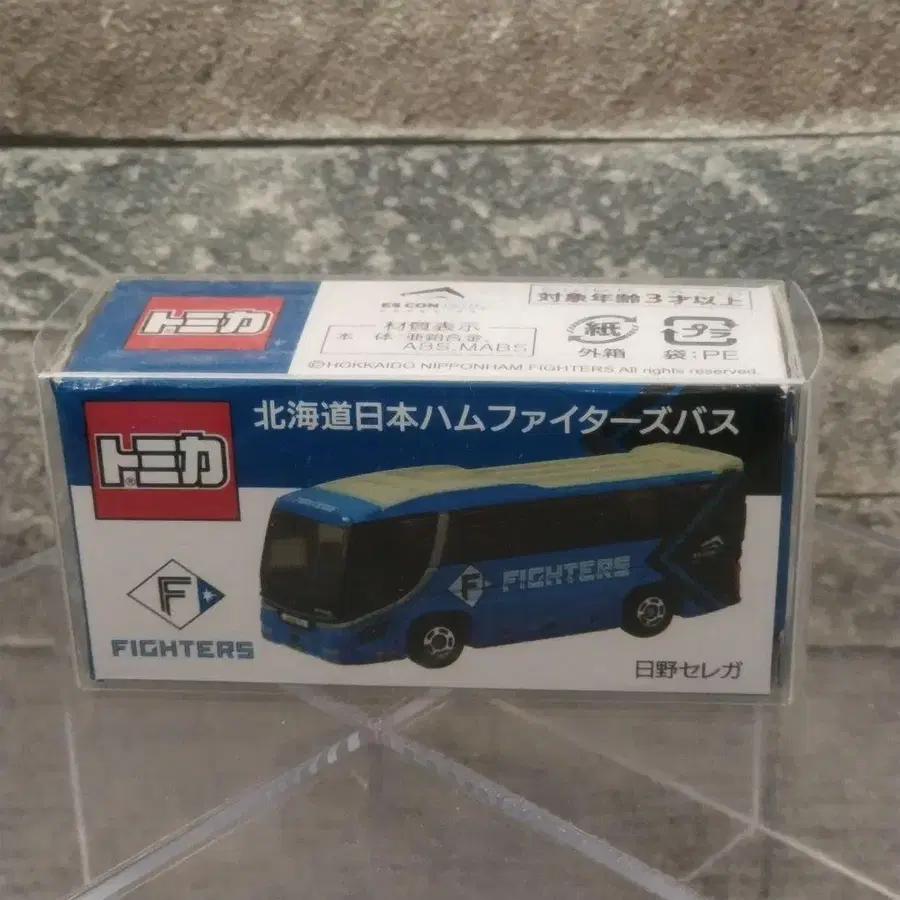 トミカ
ES CON
対象年齢3才以上
材質表示
本 体 亜鉛合金、
ABS、MABS
紙
外箱
プラ
袋:PE
©HOKKAIDO NIPPONHAM FIGHTERS All rights reserved.
北海道日本ハムファイターズバス
トミカ®
FIGHTERS
F FIGHTERS
ES CON
F
FIGHTERS
日野セレガ